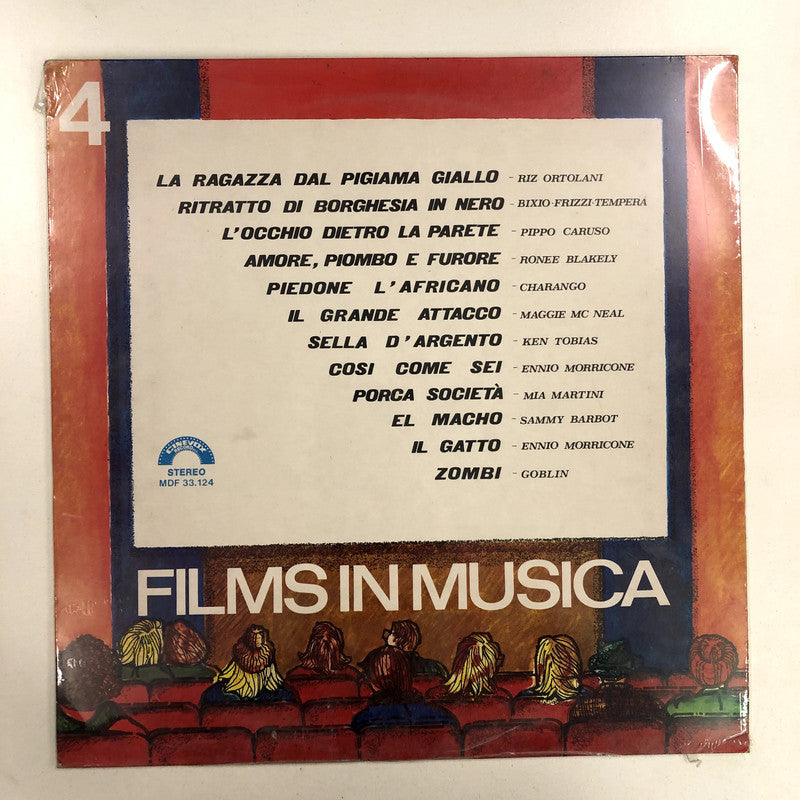 4
LA RAGAZZA DAL PIGIAMA GIALLO - RIZ ORTOLANI
RITRATTO DI BORGHESIA IN NERO - BIXIO-FRIZZI-TEMPERA
L'OCCHIO DIETRO LA PARETE - PIPPO CARUSO
AMORE, PIOMBO E FURORE - RONEE BLAKELY
PIEDONE L'AFRICANO - CHARANGO
IL GRANDE ATTACCO - MAGGIE MC NEAL
SELLA D'ARGENTO - KEN TOBIAS
COSI COME SEI - ENNIO MORRICONE
PORCA SOCIETÀ - MIA MARTINI
EL MACHO - SAMMY BARBOT
IL GATTO - ENNIO MORRICONE
ZOMBI - GOBLIN
CINEVOX
STEREO
MDF 33.124
FILMS IN MUSICA